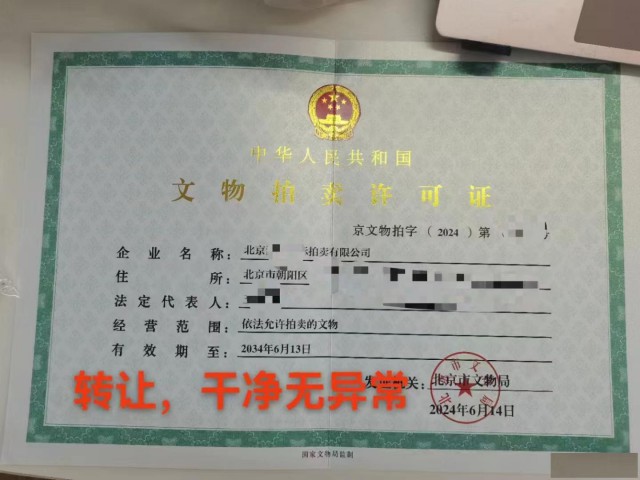 中华人民共和国
文物拍卖许可证
京文物拍字（2024）第
企业名称：北京 拍卖有限公司
住所：北京市朝阳区
法定代表人：
经营范围：依法允许拍卖的文物
有效期至：2034年6月13日
发 机关：北京市文物局
2024年6月14日
转让，干净无异常
国家文物局监制